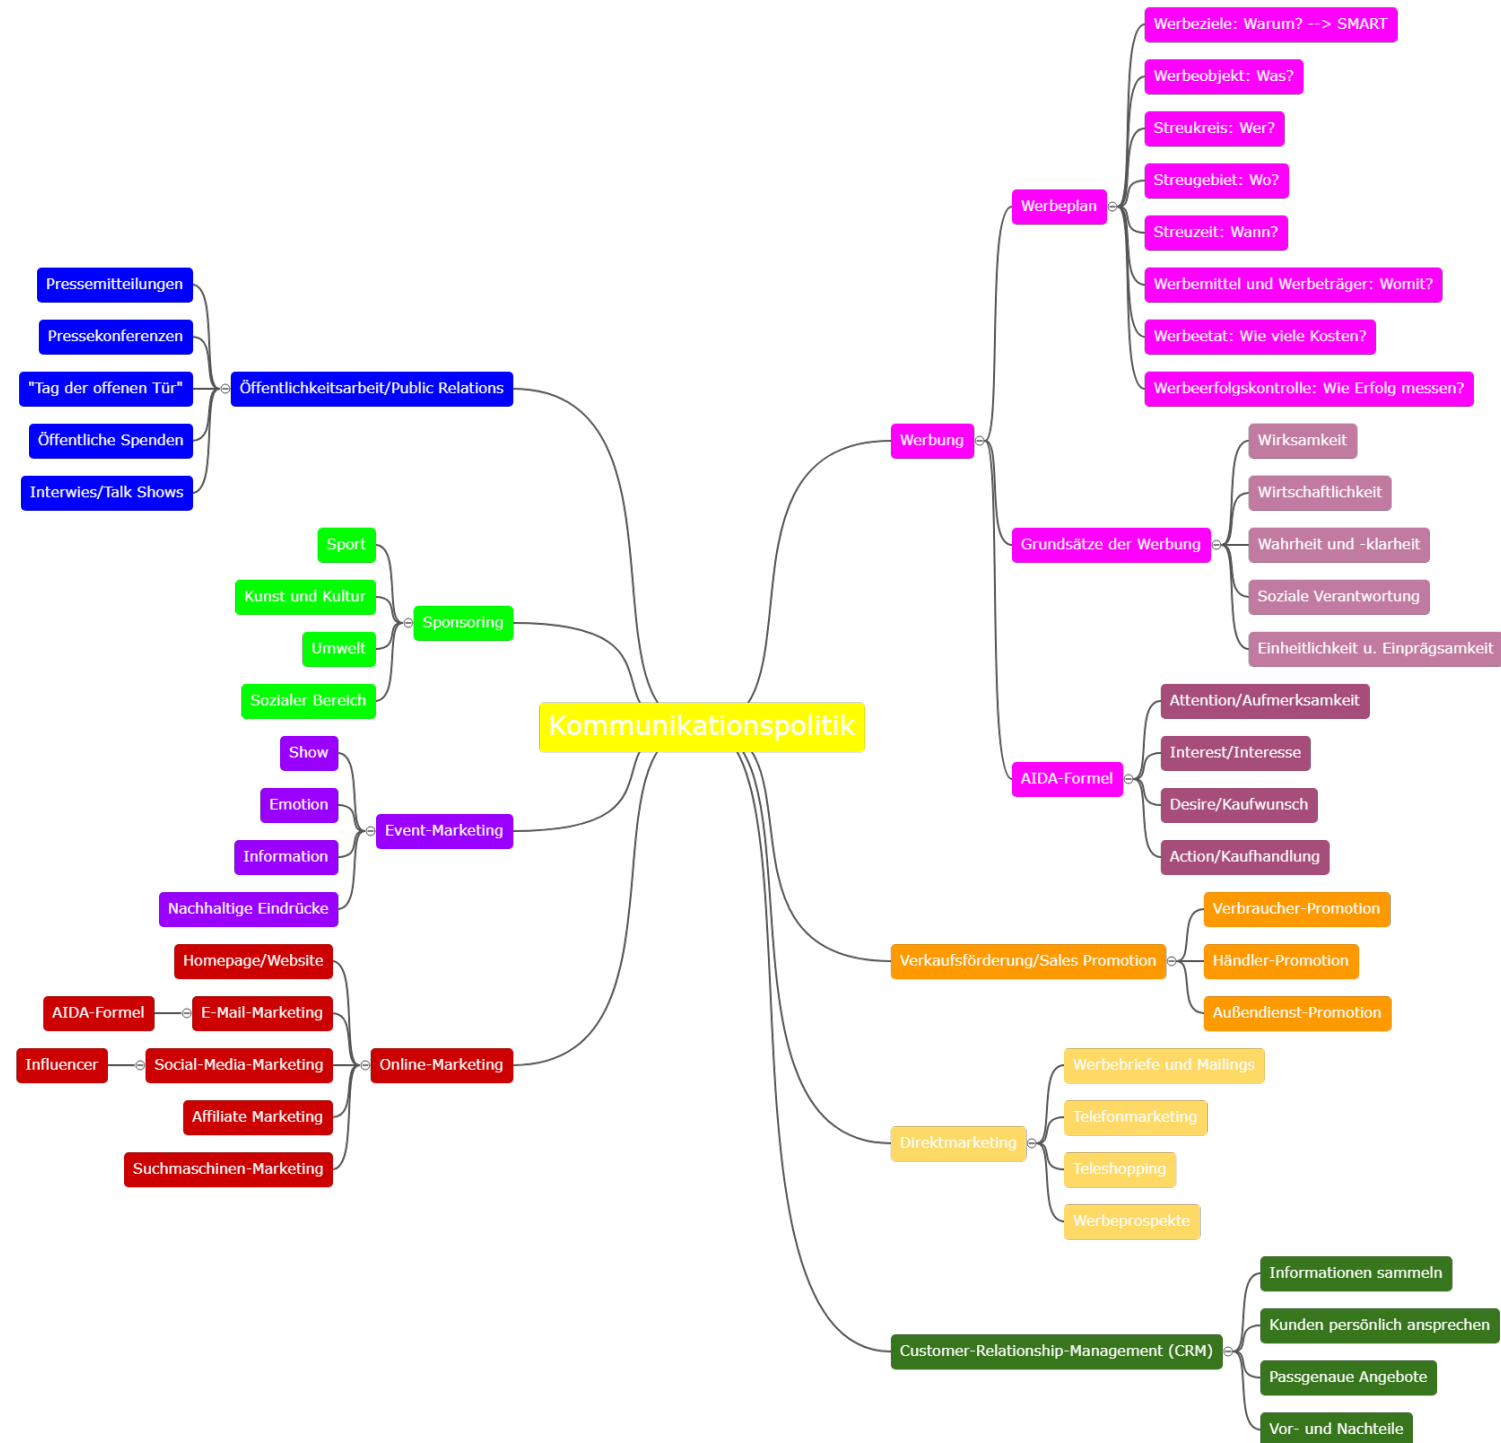 Kommunikationspolitik
Werbung
Werbeplan
Werbeziele: Warum? --> SMART
Werbeobjekt: Was?
Streukreis: Wer?
Streugebiet: Wo?
Streuzeit: Wann?
Werbemittel und Werbeträger: Womit?
Werbeetat: Wie viele Kosten?
Werbeerfolgskontrolle: Wie Erfolg messen?
Grundsätze der Werbung
Wirksamkeit
Wirtschaftlichkeit
Wahrheit und -klarheit
Soziale Verantwortung
Einheitlichkeit u. Einprägsamkeit
AIDA-Formel
Attention/Aufmerksamkeit
Interest/Interesse
Desire/Kaufwunsch
Action/Kaufhandlung
Verkaufsförderung/Sales Promotion
Verbraucher-Promotion
Händler-Promotion
Außendienst-Promotion
Direktmarketing
Werbebriefe und Mailings
Telefonmarketing
Teleshopping
Werbeprospekte
Customer-Relationship-Management (CRM)
Informationen sammeln
Kunden persönlich ansprechen
Passgenaue Angebote
Vor- und Nachteile
Öffentlichkeitsarbeit/Public Relations
Pressemitteilungen
Pressekonferenzen
"Tag der offenen Tür"
Öffentliche Spenden
Interwies/Talk Shows
Sponsoring
Sport
Kunst und Kultur
Umwelt
Sozialer Bereich
Event-Marketing
Show
Emotion
Information
Nachhaltige Eindrücke
Online-Marketing
Homepage/Website
E-Mail-Marketing
AIDA-Formel
Social-Media-Marketing
Influencer
Affiliate Marketing
Suchmaschinen-Marketing